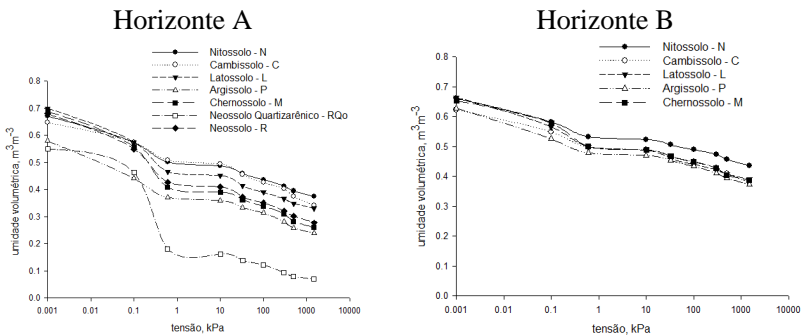 Horizonte A
Nitossolo - N
Cambissolo - C
Latossolo - L
Argissolo - P
Chernossolo - M
Neossolo Quartizarênico - RQo
Neossolo - R
umidade volumétrica, m³m⁻³
0.8
0.7
0.6
0.5
0.4
0.3
0.2
0.1
0.0
0.001 0.1 1 10 100 1000 10000
tensão, kPa
Horizonte B
Nitossolo - N
Cambissolo - C
Latossolo - L
Argissolo - P
Chernossolo - M
umidade volumétrica, m³m⁻³
0.8
0.7
0.6
0.5
0.4
0.3
0.2
0.1
0.0
0.001 0.01 0.1 1 10 100 1000 10000
tensão, kPa